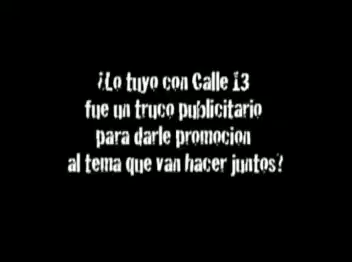 ¿Lo tuyo con Calle 13
fue un truco publicitario
para darle promocion
al tema que van hacer juntos?